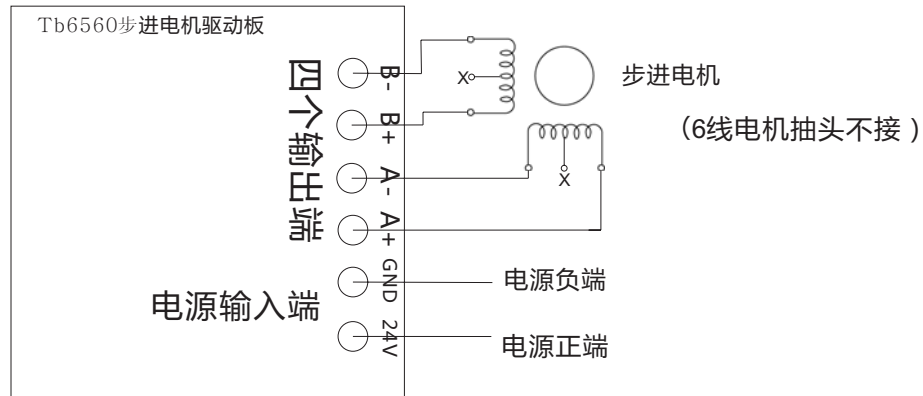 Tb6560步进电机驱动板
四个输出端
B-
B+
A-
A+
GND
24V
电源输入端
X
X
步进电机
（6线电机抽头不接）
电源负端
电源正端